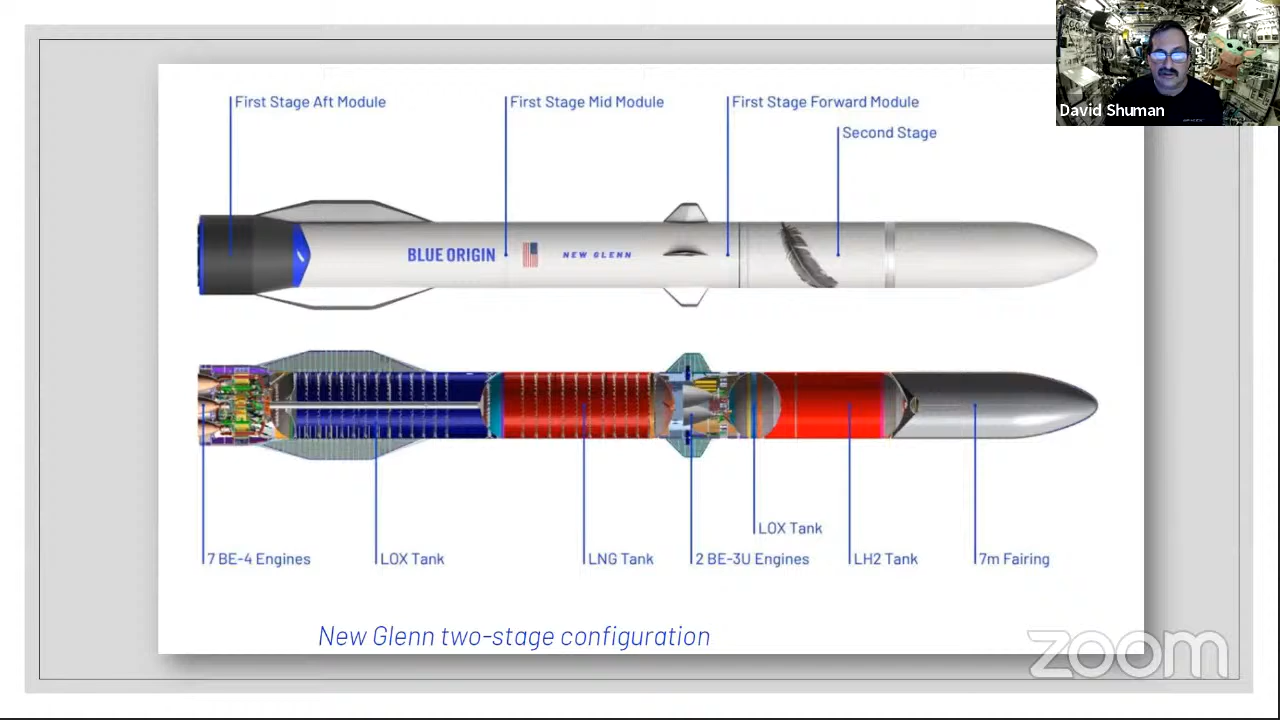 First Stage Aft Module
First Stage Mid Module
First Stage Forward Module
Second Stage
David Shuman
BLUE ORIGIN
NEW GLENN
LOX Tank
7 BE-4 Engines
LOX Tank
LNG Tank
2 BE-3U Engines
LH2 Tank
7m Fairing
New Glenn two-stage configuration
zoom